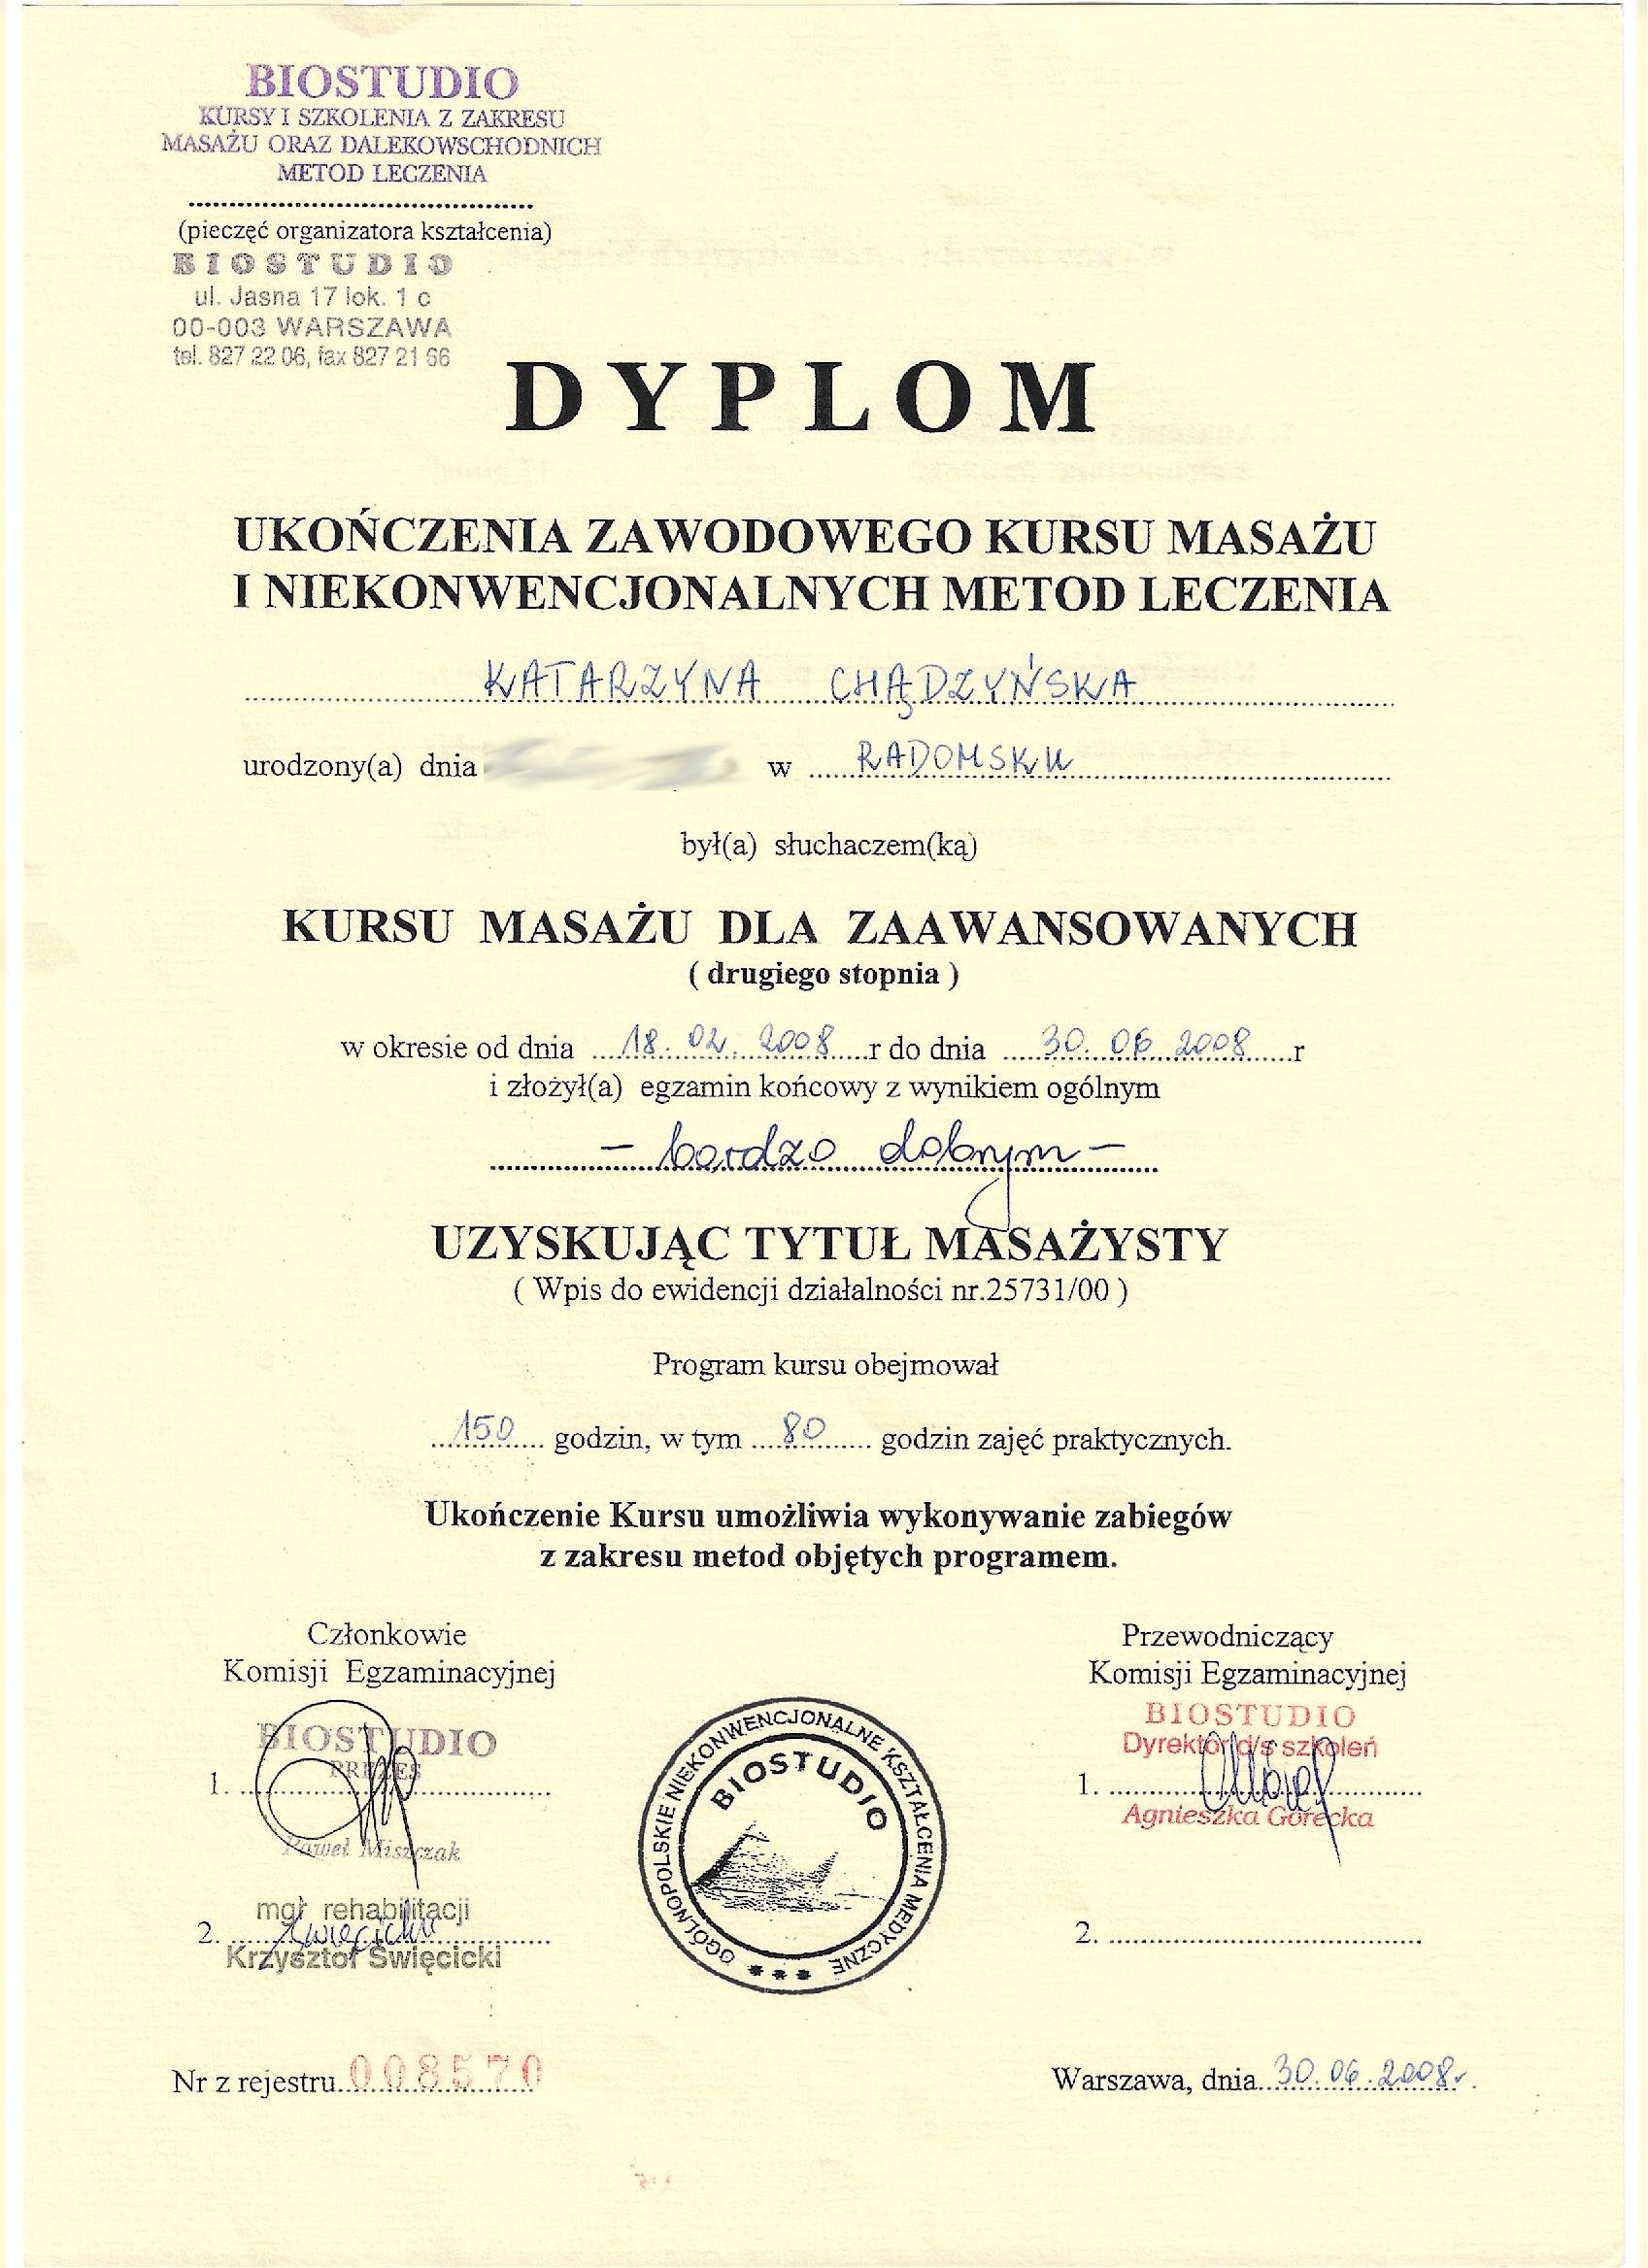 BIOSTUDIO
KURSY I SZKOLENIA Z ZAKRESU
MASAŻU ORAZ DALEKOWSCHODNICH
METOD LECZENIA
(pieczęć organizatora kształcenia)
BIOSTUDIO
ul. Jasna 17 lok. 1 c
00-003 WARSZAWA
tel. 827 22 06, fax 827 21 66
DYPLOM
UKOŃCZENIA ZAWODOWEGO KURSU MASAŻU
I NIEKONWENCJONALNYCH METOD LECZENIA
KATARZYNA CHĄDZYŃSKA
urodzony(a) dnia w RADOMSKU
był(a) słuchaczem(ką)
KURSU MASAŻU DLA ZAAWANSOWANYCH
( drugiego stopnia )
w okresie od dnia 18.02.2008 r do dnia 30.06.2008 r
i złożył(a) egzamin końcowy z wynikiem ogólnym
– bardzo dobrym –
UZYSKUJĄC TYTUŁ MASAŻYSTY
( Wpis do ewidencji działalności nr.25731/00 )
Program kursu obejmował
150 godzin, w tym 80 godzin zajęć praktycznych.
Ukończenie Kursu umożliwia wykonywanie zabiegów
z zakresu metod objętych programem.
Członkowie
Komisji Egzaminacyjnej
BIOSTUDIO
PREZES
1.
Paweł Miszczak
mgr rehabilitacji
2. Święcicki
Krzysztof Święcicki
OGÓLNOPOLSKIE NIEKONWENCJONALNE KSZTAŁCENIA MEDYCZNE
BIOSTUDIO
Przewodniczący
Komisji Egzaminacyjnej
BIOSTUDIO
Dyrektor d/s szkoleń
1.
Agnieszka Górecka
2.
Nr z rejestru 008570
Warszawa, dnia 30.06.2008r.